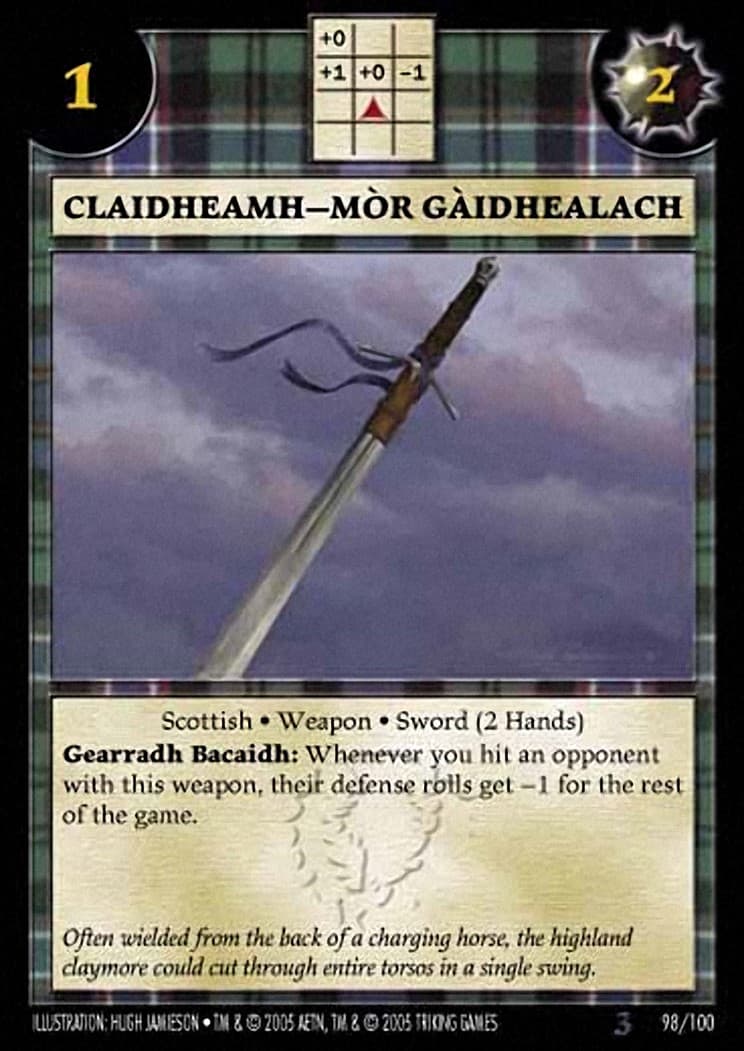 1
+0
+1 +0 -1
2
CLAIDHEAMH–MÒR GÀIDHEALACH
Scottish • Weapon • Sword (2 Hands)
Gearradh Bacaidh: Whenever you hit an opponent
with this weapon, their defense rolls get –1 for the rest
of the game.
Often wielded from the back of a charging horse, the highland
claymore could cut through entire torsos in a single swing.
ILLUSTRATION: HUGH JAMIESON • TM & © 2005 AETN, TM & © 2005 TRIKING GAMES 3 98/100